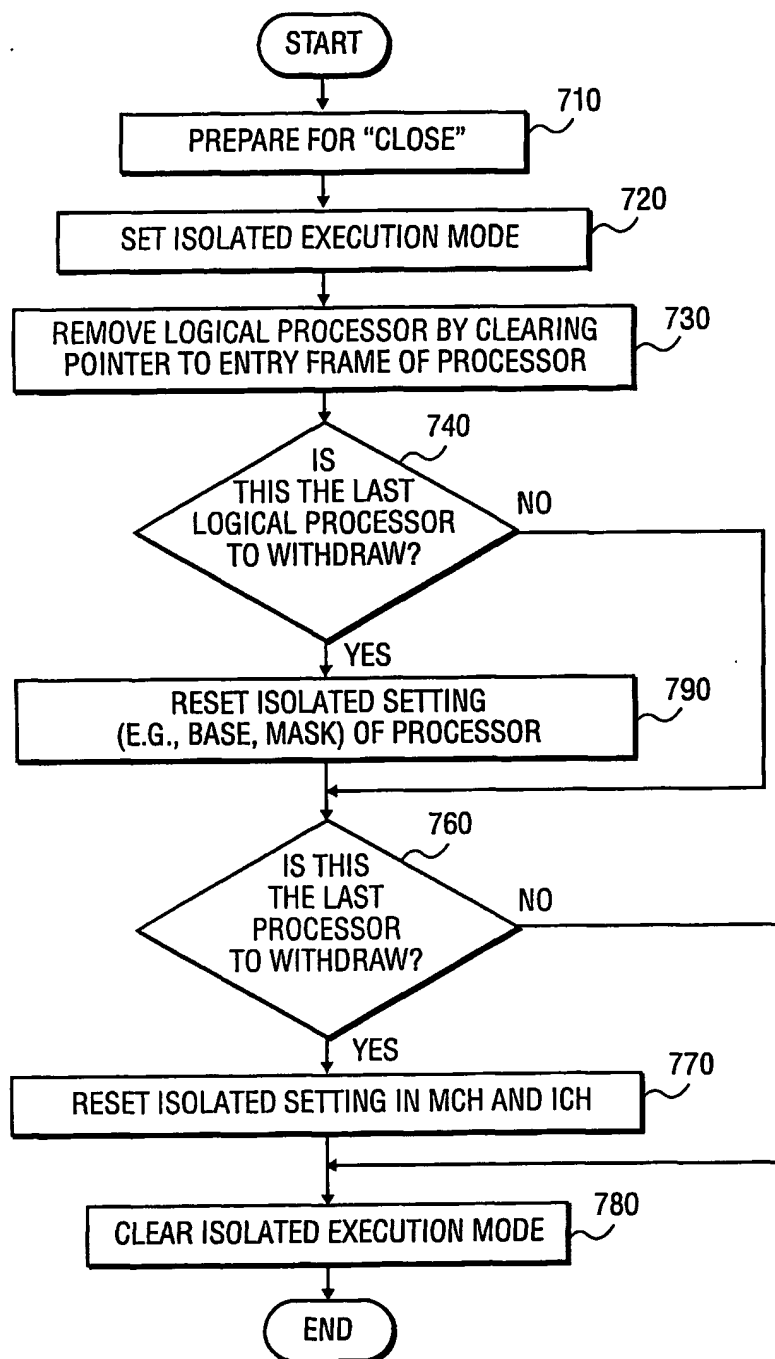 START
710
PREPARE FOR "CLOSE"
720
SET ISOLATED EXECUTION MODE
730
REMOVE LOGICAL PROCESSOR BY CLEARING
POINTER TO ENTRY FRAME OF PROCESSOR
740
IS
THIS THE LAST
LOGICAL PROCESSOR
TO WITHDRAW?
NO
YES
790
RESET ISOLATED SETTING
(E.G., BASE, MASK) OF PROCESSOR
760
IS THIS
THE LAST
PROCESSOR
TO WITHDRAW?
NO
YES
770
RESET ISOLATED SETTING IN MCH AND ICH
780
CLEAR ISOLATED EXECUTION MODE
END